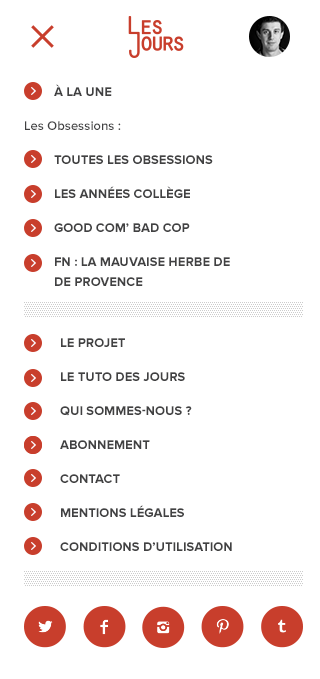 LES
JOURS
À LA UNE
Les Obsessions :
TOUTES LES OBSESSIONS
LES ANNÉES COLLÈGE
GOOD COM’ BAD COP
FN : LA MAUVAISE HERBE DE
DE PROVENCE
LE PROJET
LE TUTO DES JOURS
QUI SOMMES-NOUS ?
ABONNEMENT
CONTACT
MENTIONS LÉGALES
CONDITIONS D’UTILISATION